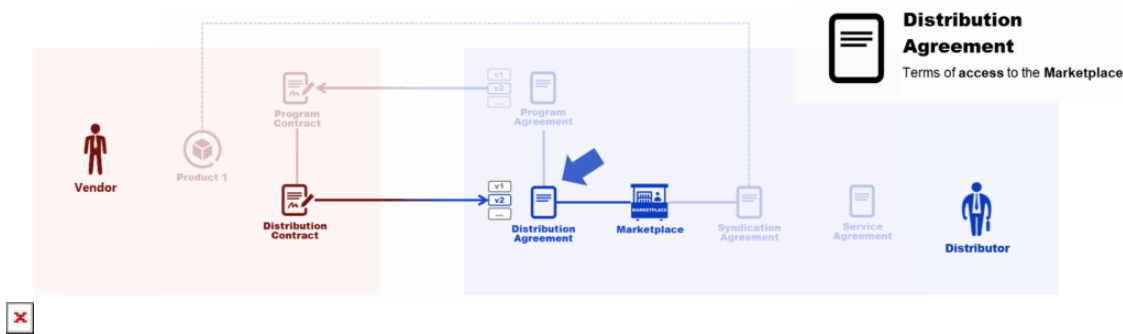 Distribution
Agreement
Terms of access to the Marketplace
v1
v2
...
Program
Contract
Program
Agreement
Vendor
Product 1
v1
v2
...
MARKETPLACE
Distribution
Contract
Distribution
Agreement
Marketplace
Syndication
Agreement
Service
Agreement
Distributor